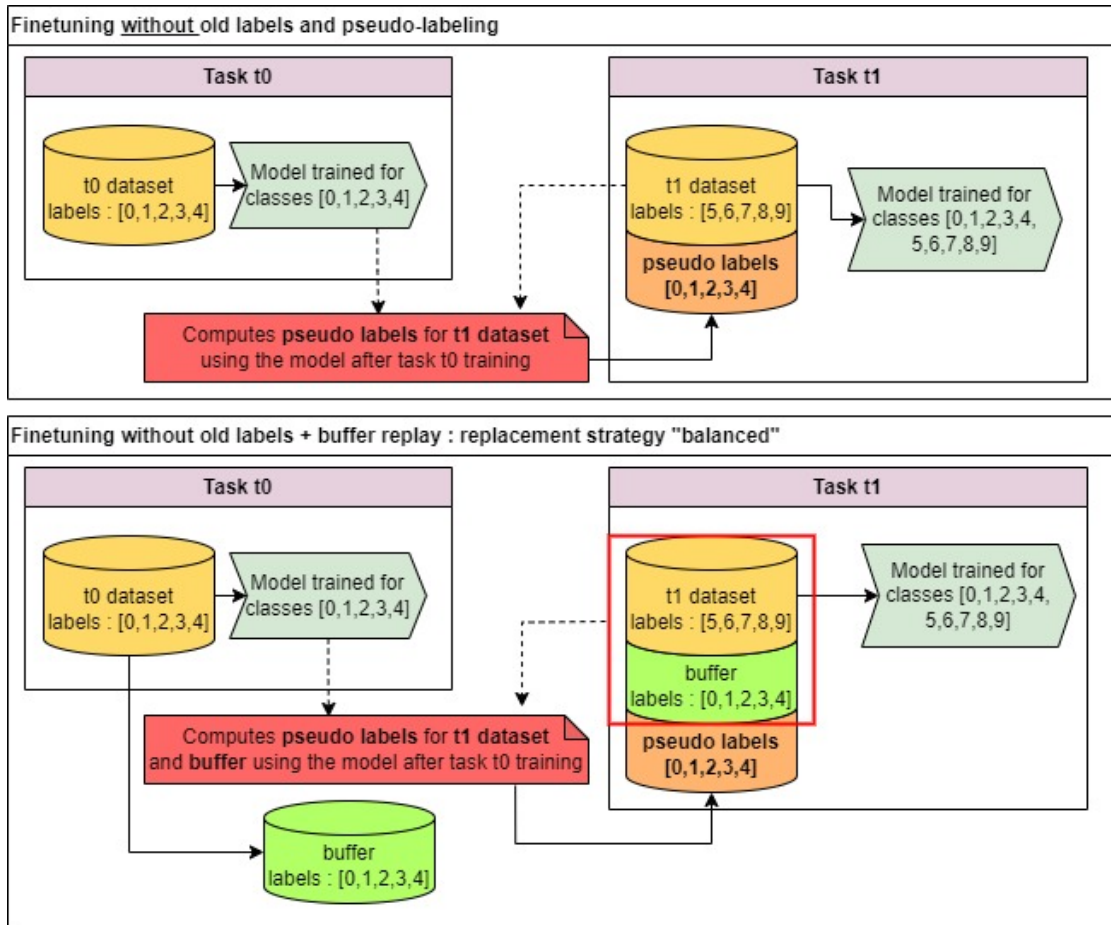 Finetuning without old labels and pseudo-labeling
Task t0
Task t1
t0 dataset
labels : [0,1,2,3,4]
Model trained for
classes [0,1,2,3,4]
t1 dataset
labels : [5,6,7,8,9]
pseudo labels
[0,1,2,3,4]
Model trained for
classes [0,1,2,3,4,
5,6,7,8,9]
Computes pseudo labels for t1 dataset
using the model after task t0 training
Finetuning without old labels + buffer replay : replacement strategy "balanced"
Task t0
Task t1
t0 dataset
labels : [0,1,2,3,4]
Model trained for
classes [0,1,2,3,4]
t1 dataset
labels : [5,6,7,8,9]
buffer
labels : [0,1,2,3,4]
pseudo labels
[0,1,2,3,4]
Model trained for
classes [0,1,2,3,4,
5,6,7,8,9]
Computes pseudo labels for t1 dataset
and buffer using the model after task t0 training
buffer
labels : [0,1,2,3,4]